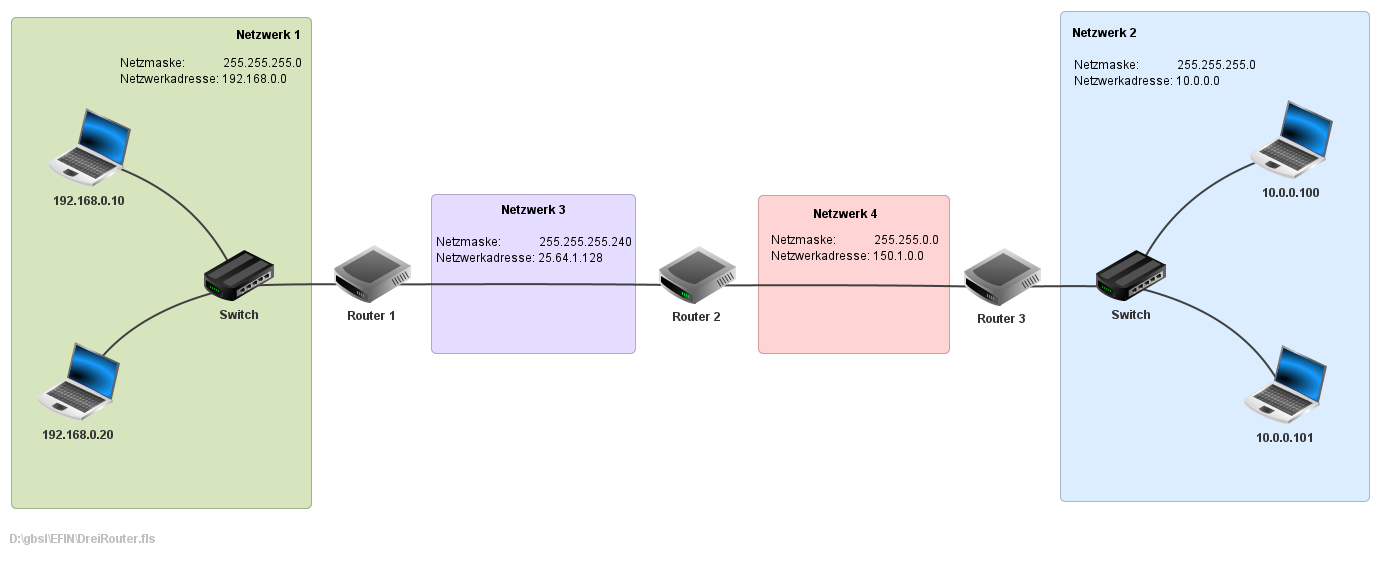 Netzwerk 1
Netzmaske: 255.255.255.0
Netzwerkadresse: 192.168.0.0
192.168.0.10
Switch
192.168.0.20
Router 1
Netzwerk 3
Netzmaske: 255.255.255.240
Netzwerkadresse: 25.64.1.128
Router 2
Netzwerk 4
Netzmaske: 255.255.0.0
Netzwerkadresse: 150.1.0.0
Router 3
Netzwerk 2
Netzmaske: 255.255.255.0
Netzwerkadresse: 10.0.0.0
10.0.0.100
Switch
10.0.0.101
D:\gbsl\EFIN\DreiRouter.fls